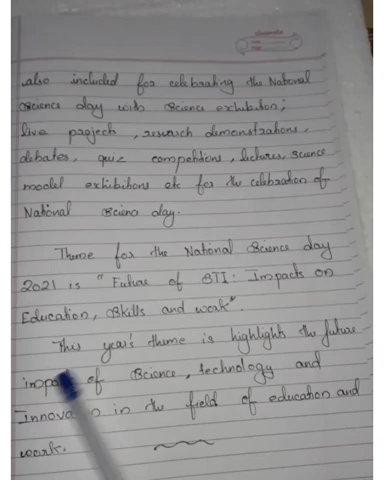 also included for celebrating the National
Science day with Science exhibition;
live project, research demonstrations,
debates, quiz competitions, lectures, Science
model exhibitions etc for the celebration of
National Science day.
Theme for the National Science day
2021 is "Future of STI: Impacts on
Education, Skills and work".
This year's theme is highlights the future
of Science, technology and
in the field of education and
work.